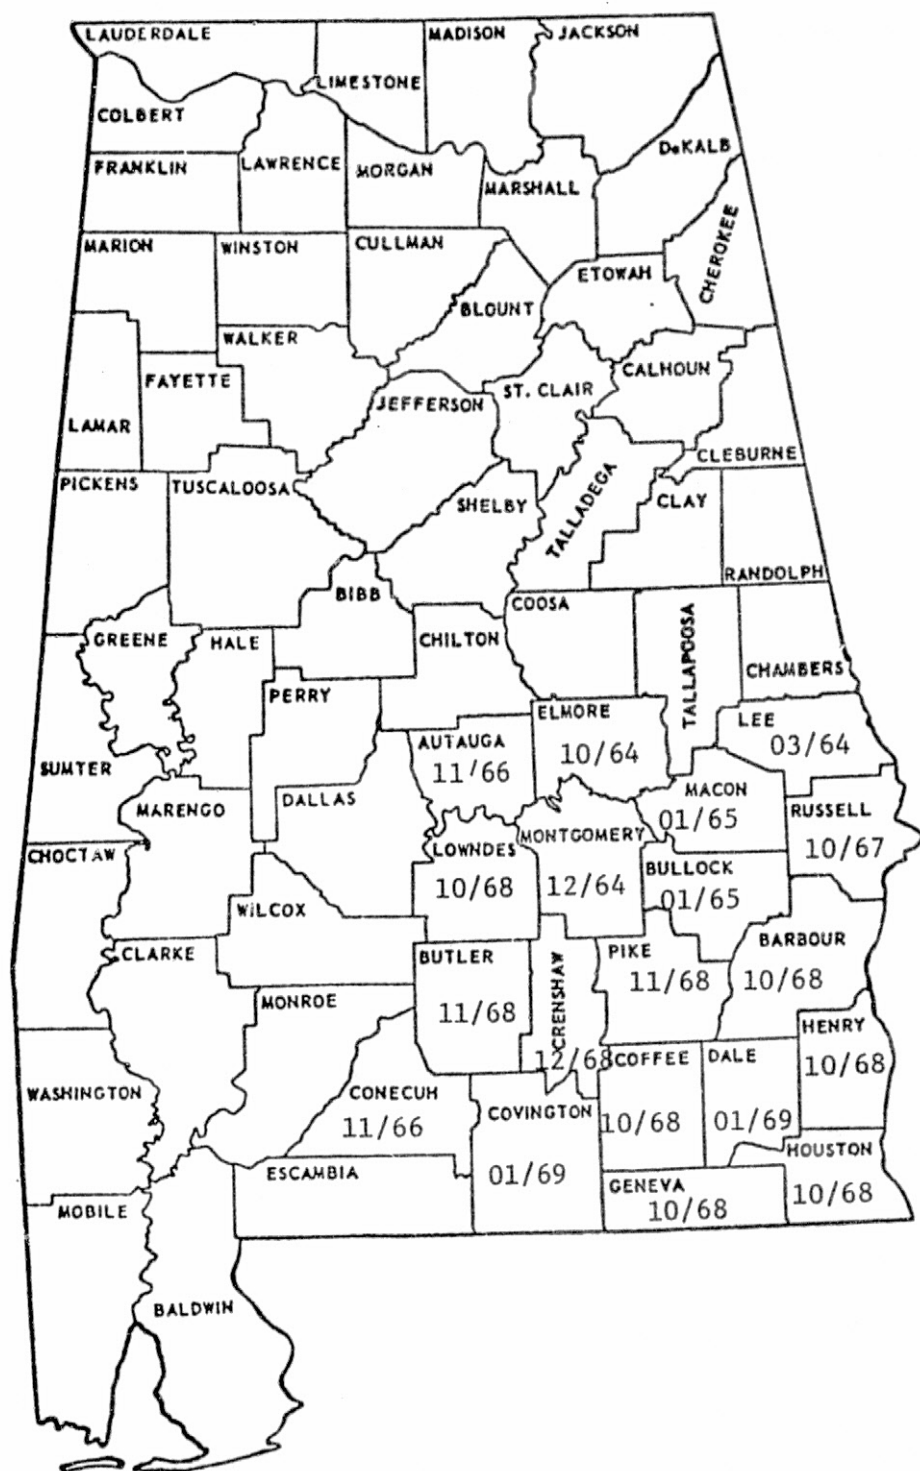 LAUDERDALE
LIMESTONE
MADISON
JACKSON
COLBERT
FRANKLIN
LAWRENCE
MORGAN
MARSHALL
DeKALB
CHEROKEE
MARION
WINSTON
CULLMAN
BLOUNT
ETOWAH
WALKER
FAYETTE
LAMAR
JEFFERSON
ST. CLAIR
CALHOUN
CLEBURNE
PICKENS
TUSCALOOSA
SHELBY
TALLADEGA
CLAY
RANDOLPH
BIBB
COOSA
GREENE
HALE
CHILTON
TALLAPOOSA
CHAMBERS
PERRY
SUMTER
AUTAUGA
11/66
ELMORE
10/64
LEE
03/64
MARENGO
DALLAS
MACON
01/65
RUSSELL
10/67
CHOCTAW
LOWNDES
10/68
MONTGOMERY
12/64
BULLOCK
01/65
WILCOX
CLARKE
BUTLER
11/68
CRENSHAW
12/68
PIKE
11/68
BARBOUR
10/68
MONROE
HENRY
10/68
WASHINGTON
CONECUH
11/66
COVINGTON
01/69
COFFEE
10/68
DALE
01/69
HOUSTON
10/68
ESCAMBIA
GENEVA
10/68
MOBILE
BALDWIN